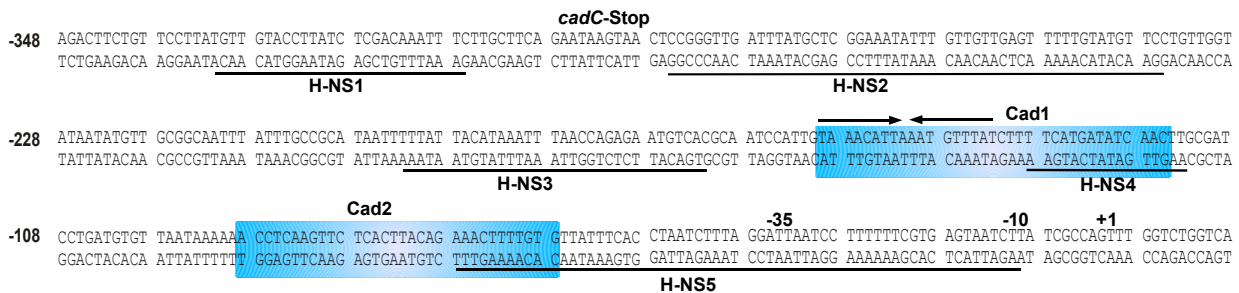 cadC-Stop
-348 AGACTTCTGT TCCTTATGTT GTACCTTATC TCGACAAATT TCTTGCTTCA GAATAAGTAA CTCCGGGTTG ATTTATGCTC GGAAATATTT GTTGTTGAGT TTTTGTATGT TCCTGTTGGT
TCTGAAGACA AGGAATACAA CATGGAATAG AGCTGTTTAA AGAACGAAGT CTTATTCATT GAGGCCCAAC TAAATACGAG CCTTTATAAA CAACAACTCA AAAACATACA AGGACAACCA
H-NS1 H-NS2
Cad1
-228 ATAATATGTT GCGGCAATTT ATTTGCCGCA TAATTTTTAT TACATAAATT TAACCAGAGA ATGTCACGCA ATCCATTGTA AACATTAAAT GTTTATCTTT TCATGATATC AACTTGCGAT
TATTATACAA CGCCGTTAAA TAAACGGCGT ATTAAAAATA ATGTATTTAA ATTGGTCTCT TACAGTGCGT TAGGTAACAT TTGTAATTTA CAAATAGAAA AGTACTATAG TTGAACGCTA
H-NS3 H-NS4
Cad2 -35 -10 +1
-108 CCTGATGTGT TAATAAAAAA CCTCAAGTTC TCACTTACAG AAACTTTTGT GTTATTTCAC CTAATCTTTA GGATTAATCC TTTTTTCGTG AGTAATCTTA TCGCCAGTTT GGTCTGGTCA
GGACTACACA ATTATTTTTT GGAGTTCAAG AGTGAATGTC TTTGAAAACA CAATAAAGTG GATTAGAAAT CCTAATTAGG AAAAAAGCAC TCATTAGAAT AGCGGTCAAA CCAGACCAGT
H-NS5